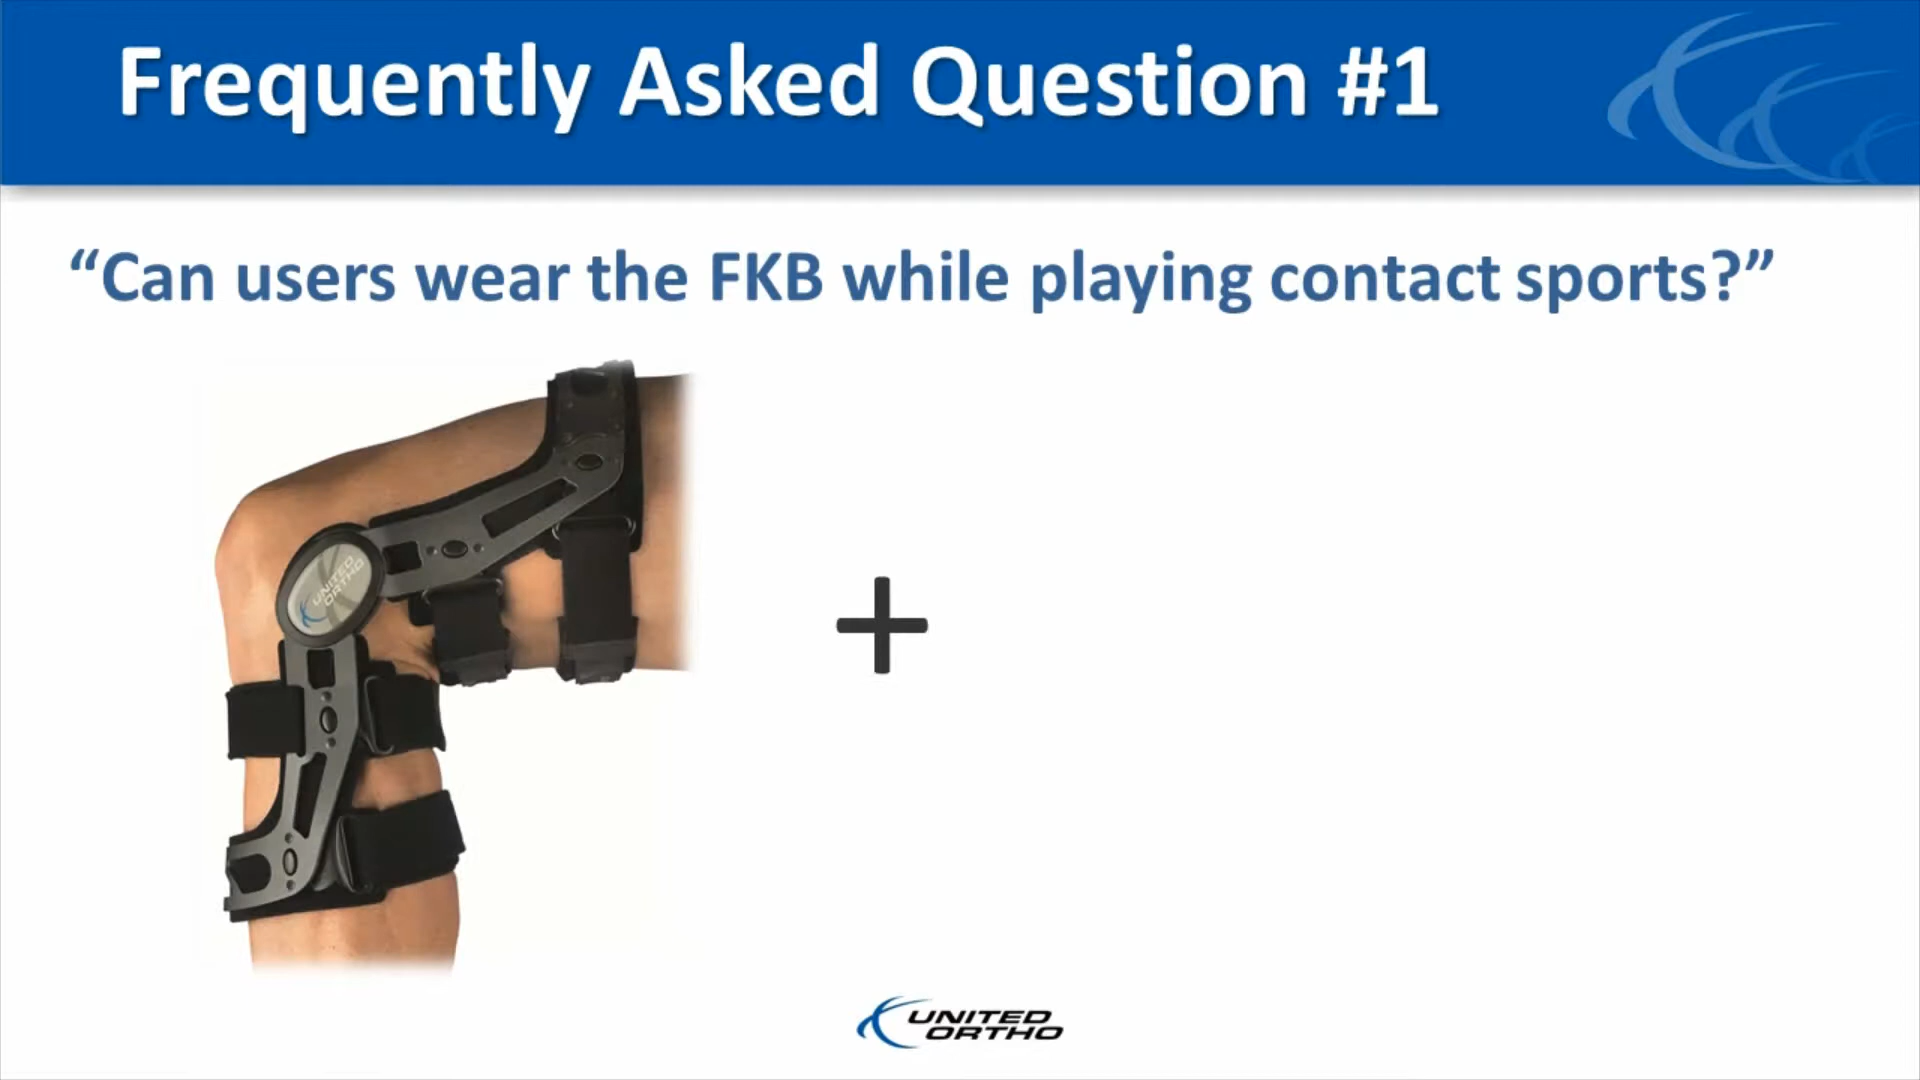 Frequently Asked Question #1
“Can users wear the FKB while playing contact sports?”
UNITED
ORTHO
+
UNITED
ORTHO